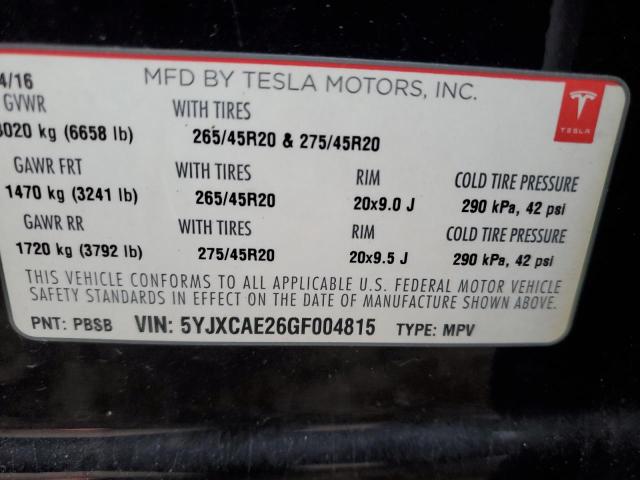 4/16 MFD BY TESLA MOTORS, INC.
GVWR WITH TIRES TESLA
020 kg (6658 lb) 265/45R20 & 275/45R20
GAWR FRT WITH TIRES RIM COLD TIRE PRESSURE
1470 kg (3241 lb) 265/45R20 20x9.0 J 290 kPa, 42 psi
GAWR RR WITH TIRES RIM COLD TIRE PRESSURE
1720 kg (3792 lb) 275/45R20 20x9.5 J 290 kPa, 42 psi
THIS VEHICLE CONFORMS TO ALL APPLICABLE U.S. FEDERAL MOTOR VEHICLE
SAFETY STANDARDS IN EFFECT ON THE DATE OF MANUFACTURE SHOWN ABOVE.
PNT: PBSB VIN: 5YJXCAE26GF004815 TYPE: MPV